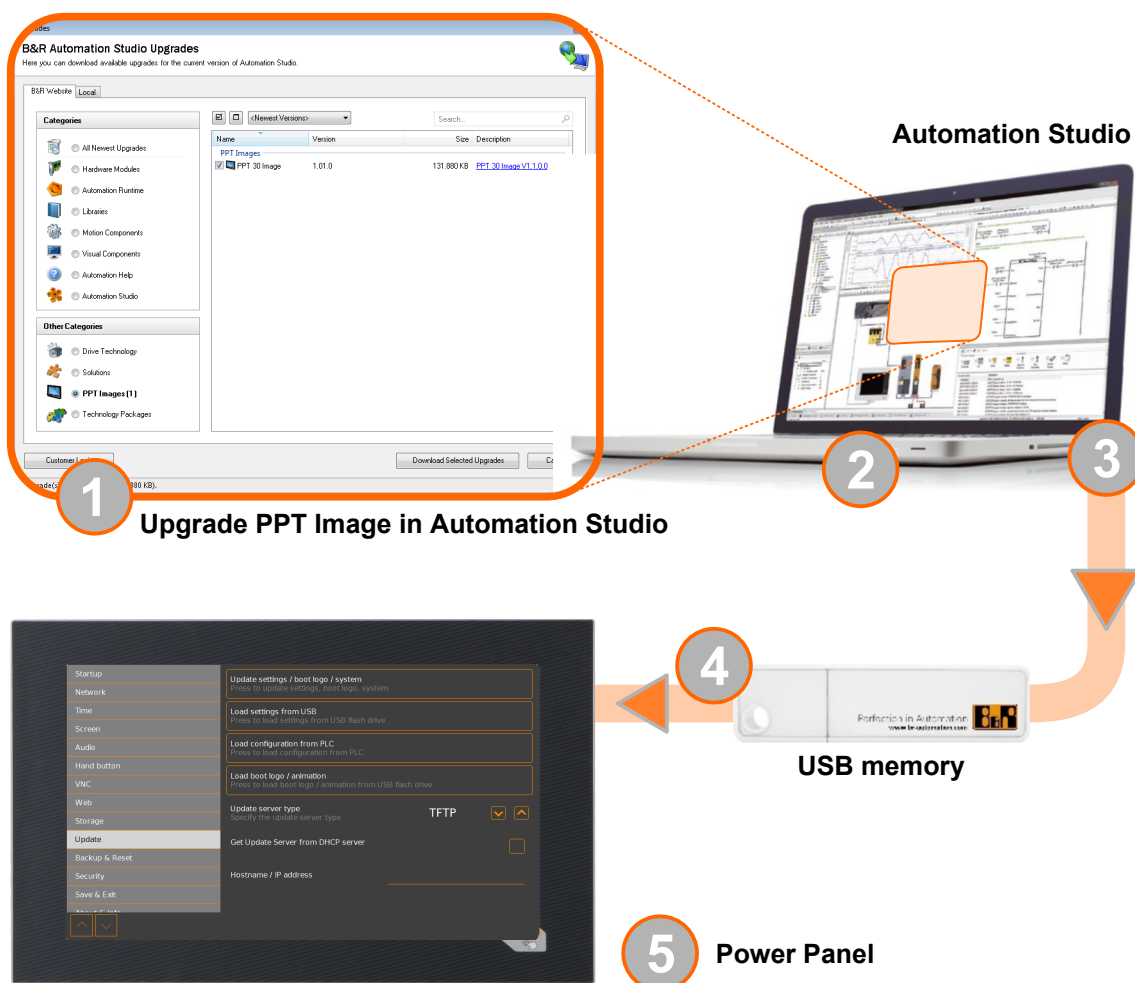 B&R Automation Studio Upgrades
Here you can download available upgrades for the current version of Automation Studio.
B&R Website Local
Categories
All Newest Upgrades
Hardware Modules
Automation Runtime
Libraries
Motion Components
Visual Components
Automation Help
Automation Studio
Other Categories
Drive Technology
Solutions
PPT Images (1)
Technology Packages
<Newest Versions>
Search...
Name Version Size Description
PPT Images
PPT 30 Image 1.01.0 131.880 KB PPT 30 Image V1.1.0.0
Download Selected Upgrades
1
Upgrade PPT Image in Automation Studio
Automation Studio
2
3
4
Perfection in Automation
www.br-automation.com
B&R
USB memory
Startup
Network
Time
Screen
Audio
Hand button
VNC
Web
Storage
Update
Backup & Reset
Security
Save & Exit
About & Info
Update settings / boot logo / system
Press to update settings, boot logo, system
Load settings from USB
Press to load settings from USB flash drive
Load configuration from PLC
Press to load configuration from PLC
Load boot logo / animation
Press to load boot logo / animation from USB flash drive
Update server type
Specify the update server type
TFTP
Get Update Server from DHCP server
Hostname / IP address
5
Power Panel